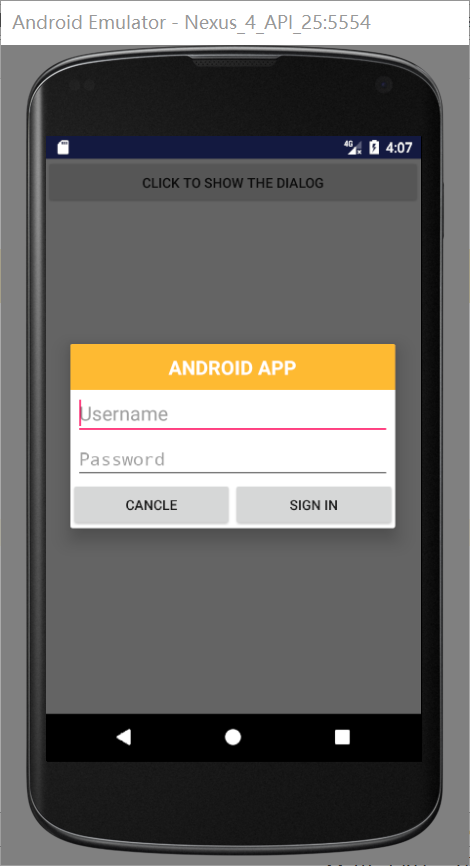 Android Emulator - Nexus_4_API_25:5554
4G 4:07
CLICK TO SHOW THE DIALOG
ANDROID APP
Username
Password
CANCLE SIGN IN